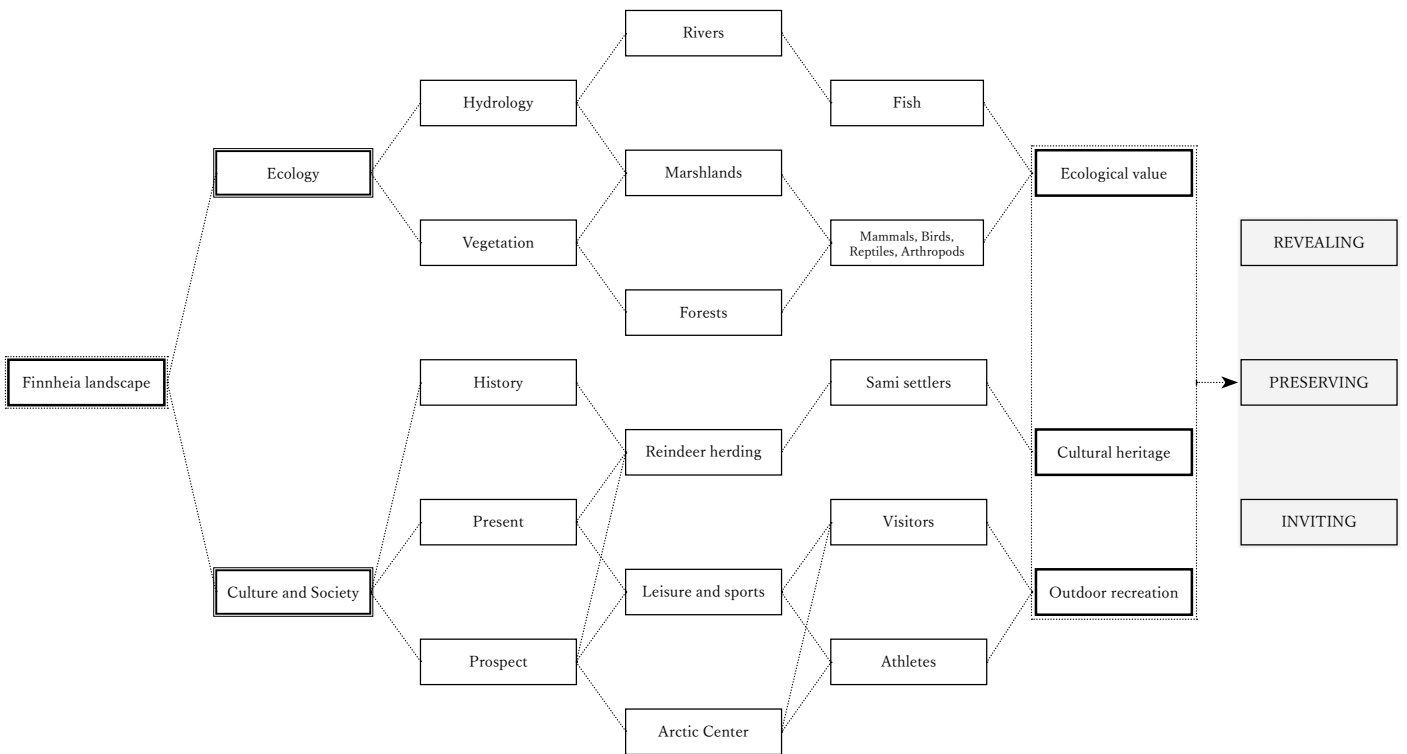 Rivers
Hydrology
Fish
Ecology
Marshlands
Ecological value
Vegetation
Mammals, Birds,
Reptiles, Arthropods
REVEALING
Forests
Finnheia landscape
History
Sami settlers
PRESERVING
Reindeer herding
Cultural heritage
Present
Visitors
INVITING
Culture and Society
Leisure and sports
Outdoor recreation
Prospect
Athletes
Arctic Center